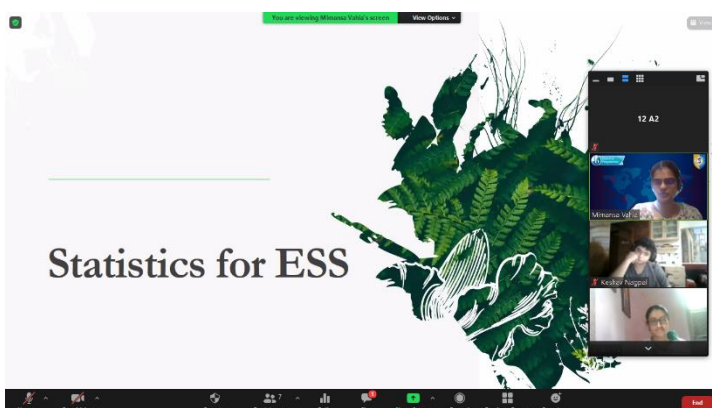 You are viewing Mimansa Vahia's screen
View Options
View
12 A2
Mimansa Vahia
Keshav Nagpal
Statistics for ESS
7
End